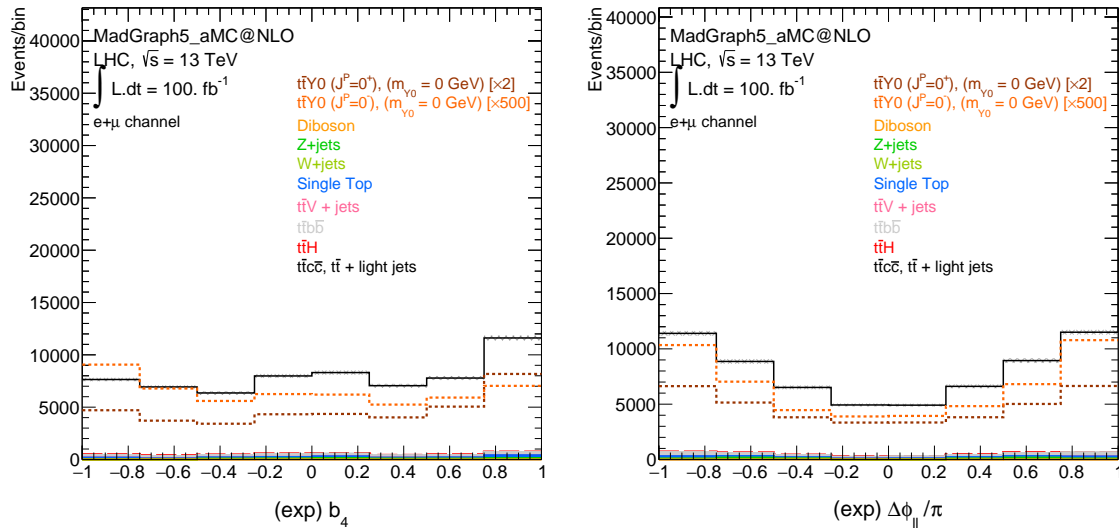 Events/bin
40000
35000
30000
25000
20000
15000
10000
5000
0
MadGraph5_aMC@NLO
LHC, √s = 13 TeV
∫ L.dt = 100. fb⁻¹
e+μ channel
tt̄Y0 (Jᴾ=0⁺), (m_Y0 = 0 GeV) [×2]
tt̄Y0 (Jᴾ=0⁻), (m_Y0 = 0 GeV) [×500]
Diboson
Z+jets
W+jets
Single Top
tt̄V + jets
tt̄bb̄
tt̄H
tt̄cc̄, tt̄ + light jets
−1 −0.8 −0.6 −0.4 −0.2 0 0.2 0.4 0.6 0.8 1
(exp) b₄
Events/bin
40000
35000
30000
25000
20000
15000
10000
5000
0
MadGraph5_aMC@NLO
LHC, √s = 13 TeV
∫ L.dt = 100. fb⁻¹
e+μ channel
tt̄Y0 (Jᴾ=0⁺), (m_Y0 = 0 GeV) [×2]
tt̄Y0 (Jᴾ=0⁻), (m_Y0 = 0 GeV) [×500]
Diboson
Z+jets
W+jets
Single Top
tt̄V + jets
tt̄bb̄
tt̄H
tt̄cc̄, tt̄ + light jets
−1 −0.8 −0.6 −0.4 −0.2 0 0.2 0.4 0.6 0.8 1
(exp) Δϕ_ll /π